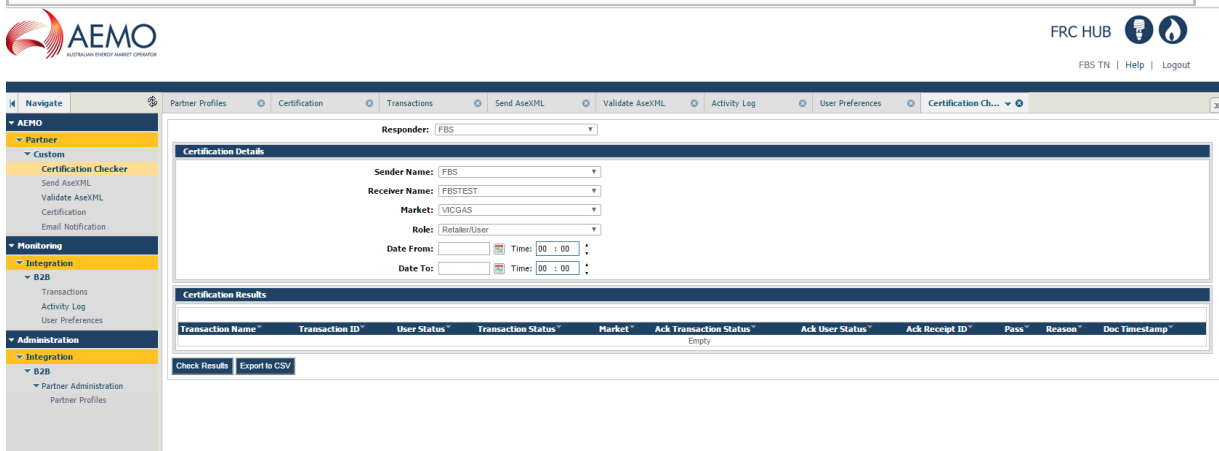 AEMO
AUSTRALIAN ENERGY MARKET OPERATOR
FRC HUB
FBS TN | Help | Logout
Navigate
Partner Profiles
Certification
Transactions
Send AseXML
Validate AseXML
Activity Log
User Preferences
Certification Ch...
AEMO
Partner
Custom
Certification Checker
Send AseXML
Validate AseXML
Certification
Email Notification
Monitoring
Integration
B2B
Transactions
Activity Log
User Preferences
Administration
Integration
B2B
Partner Administration
Partner Profiles
Responder: FBS
Certification Details
Sender Name: FBS
Receiver Name: FBSTEST
Market: VICGAS
Role: Retailer/User
Date From: Time: 00 : 00
Date To: Time: 00 : 00
Certification Results
Transaction Name Transaction ID User Status Transaction Status Market Ack Transaction Status Ack User Status Ack Receipt ID Pass Reason Doc Timestamp
Empty
Check Results Export to CSV